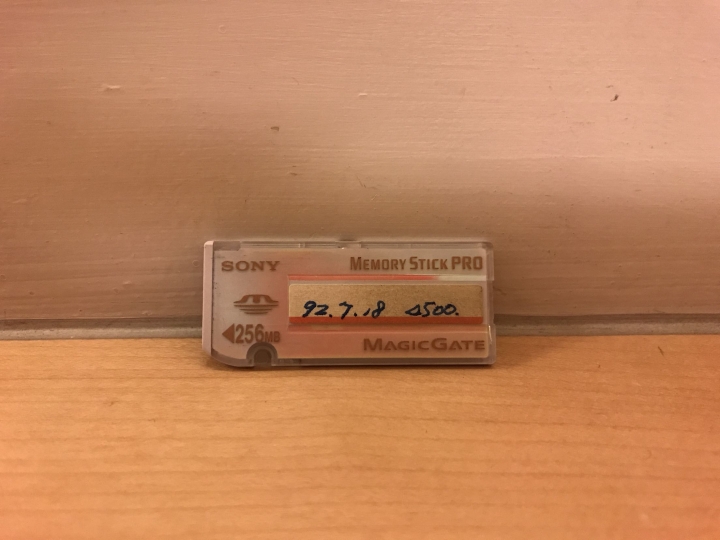 SONY MEMORY STICK PRO
92.7.18 △500.
◀256MB
MAGICGATE